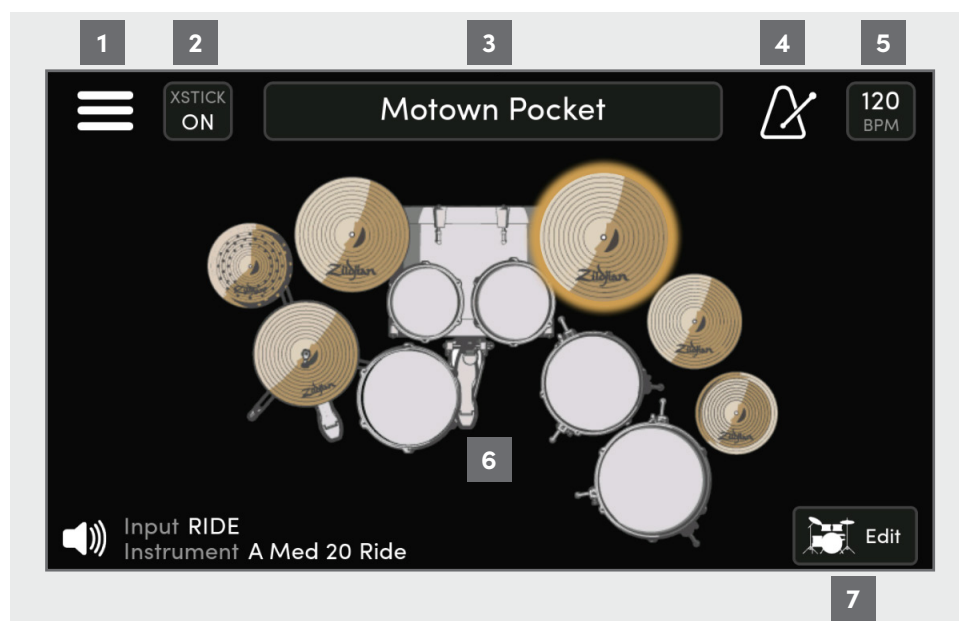 1
2
3
4
5
XSTICK
ON
Motown Pocket
120
BPM
Zildjian
Zildjian
Zildjian
Zildjian
Zildjian
Zildjian
6
Input RIDE
Instrument A Med 20 Ride
Edit
7